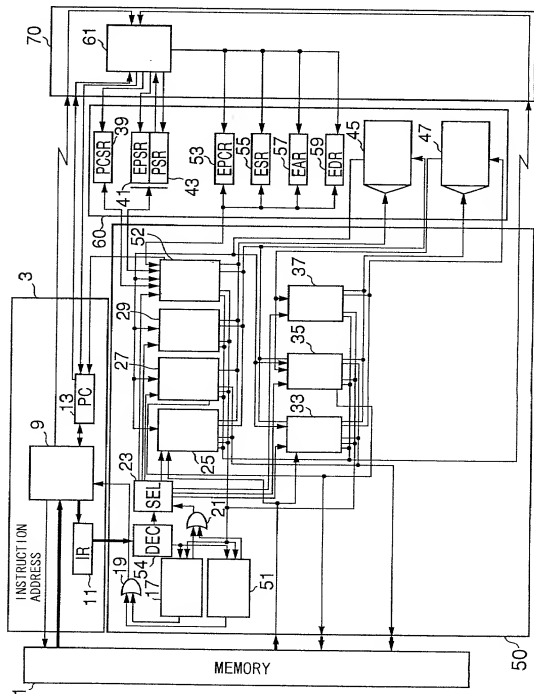 70
61
PCSR
39
EPSR
41
PSR
43
EPCR
53
ESR
55
EAR
57
EDR
59
45
47
60
3
13
PC
9
IR
11
INSTRUCTION
ADDRESS
52
29
27
25
23
SEL
DEC
54
21
19
17
51
37
35
33
50
MEMORY
1